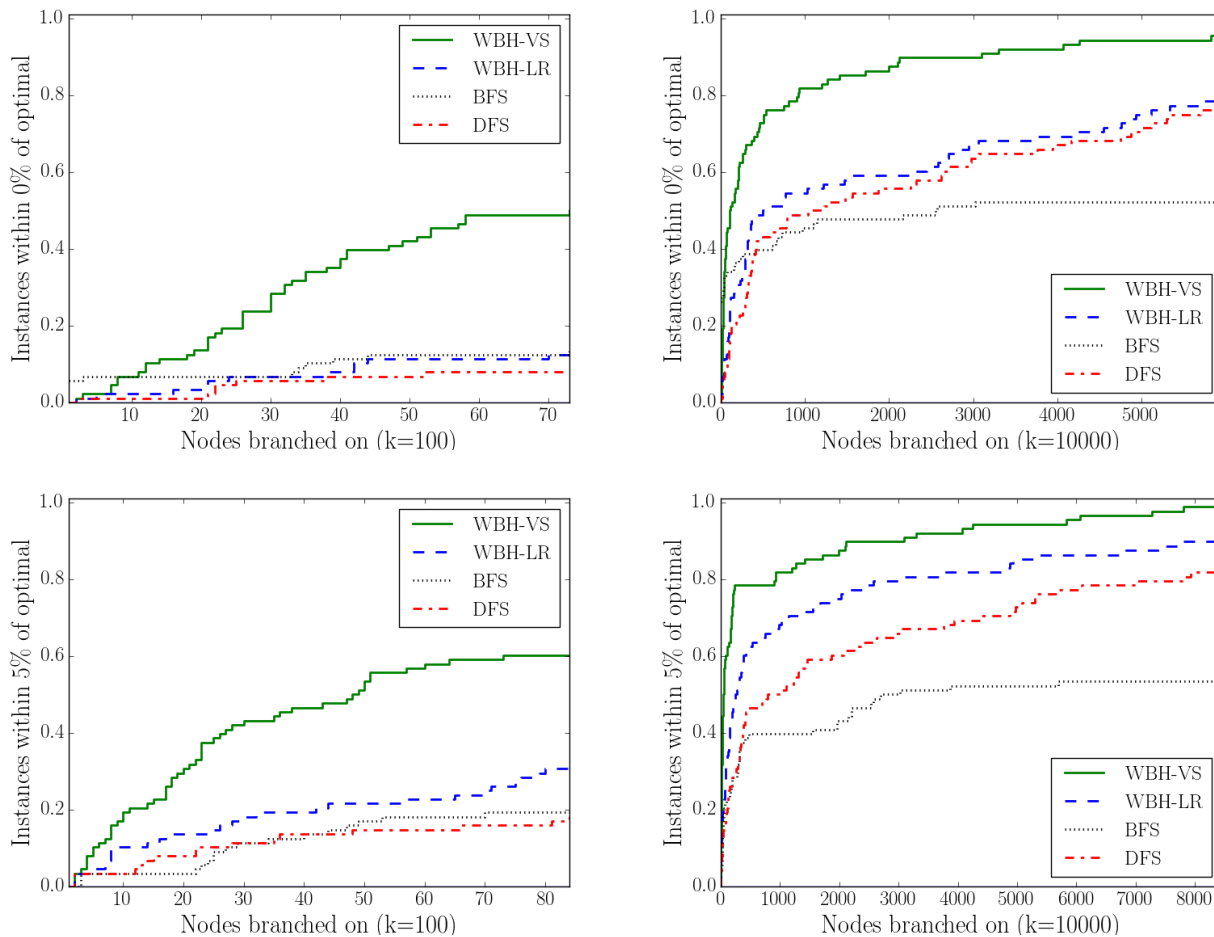 1.0
0.8
0.6
0.4
0.2
0.0
Instances within 0% of optimal
WBH-VS
WBH-LR
BFS
DFS
10 20 30 40 50 60 70
Nodes branched on (k=100)
1.0
0.8
0.6
0.4
0.2
0.0
Instances within 0% of optimal
WBH-VS
WBH-LR
BFS
DFS
0 1000 2000 3000 4000 5000
Nodes branched on (k=10000)
1.0
0.8
0.6
0.4
0.2
0.0
Instances within 5% of optimal
WBH-VS
WBH-LR
BFS
DFS
10 20 30 40 50 60 70 80
Nodes branched on (k=100)
1.0
0.8
0.6
0.4
0.2
0.0
Instances within 5% of optimal
WBH-VS
WBH-LR
BFS
DFS
0 1000 2000 3000 4000 5000 6000 7000 8000
Nodes branched on (k=10000)